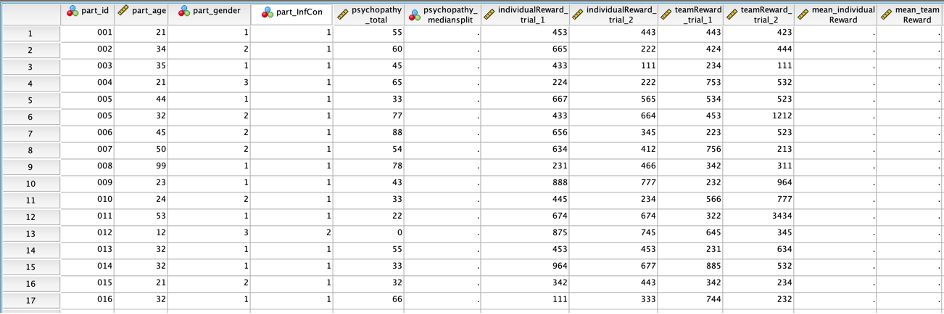 part_id part_age part_gender part_InfCon psychopathy_total psychopathy_mediansplit individualReward_trial_1 individualReward_trial_2 teamReward_trial_1 teamReward_trial_2 mean_individualReward mean_teamReward
1 001 21 1 1 55 . 453 443 443 423 . .
2 002 34 2 1 60 . 665 222 424 444 . .
3 003 35 1 1 45 . 433 111 234 111 . .
4 004 21 3 1 65 . 224 222 753 532 . .
5 005 44 1 1 33 . 667 565 534 523 . .
6 005 32 2 1 77 . 433 664 453 1212 . .
7 006 45 2 1 88 . 656 345 223 523 . .
8 007 50 2 1 54 . 634 412 756 213 . .
9 008 99 1 1 78 . 231 466 342 311 . .
10 009 23 1 1 43 . 888 777 232 964 . .
11 010 24 2 1 33 . 445 234 566 777 . .
12 011 53 1 1 22 . 674 674 322 3434 . .
13 012 12 3 2 0 . 875 745 645 345 . .
14 013 32 1 1 55 . 453 453 231 634 . .
15 014 32 1 1 33 . 964 677 885 532 . .
16 015 21 2 1 32 . 342 443 342 234 . .
17 016 32 1 1 66 . 111 333 744 232 . .